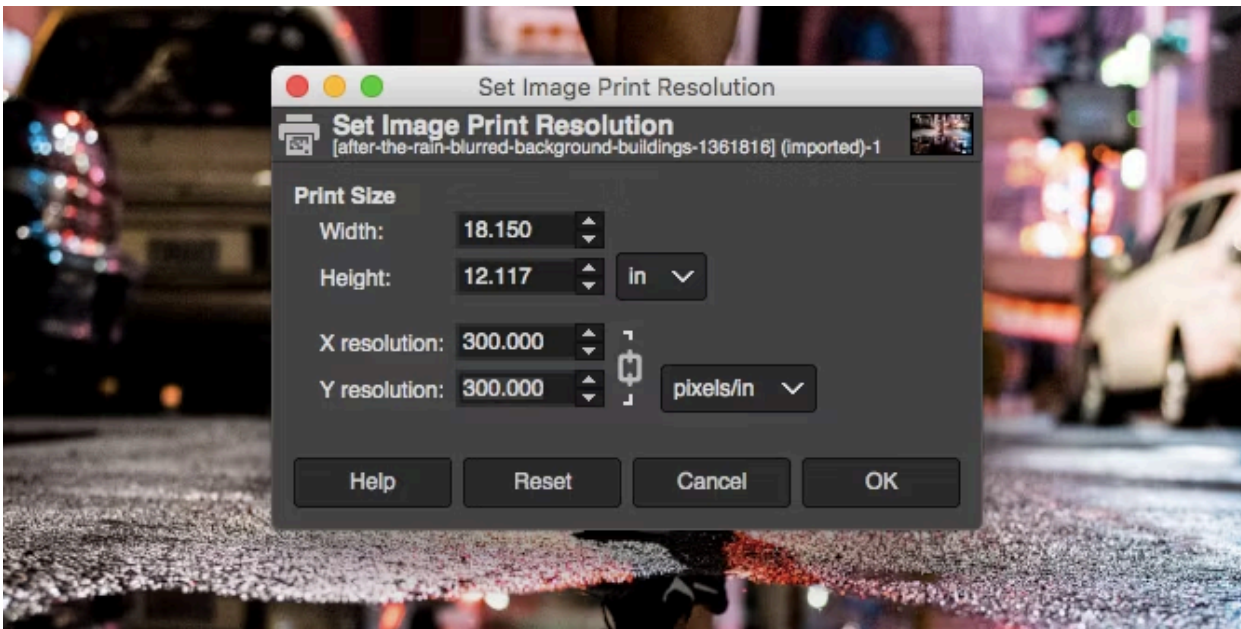 Set Image Print Resolution
Set Image Print Resolution
[after-the-rain-blurred-background-buildings-1361816] (imported)-1
Print Size
Width: 18.150
Height: 12.117 in
X resolution: 300.000
Y resolution: 300.000 pixels/in
Help Reset Cancel OK